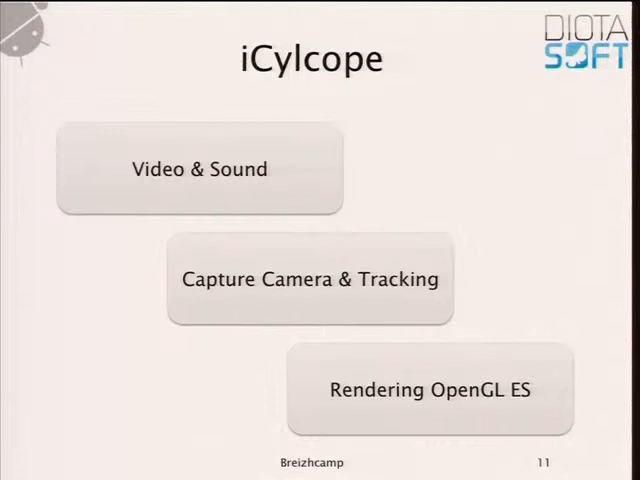 DIOTA
SOFT
iCylcope
Video & Sound
Capture Camera & Tracking
Rendering OpenGL ES
Breizhcamp
11